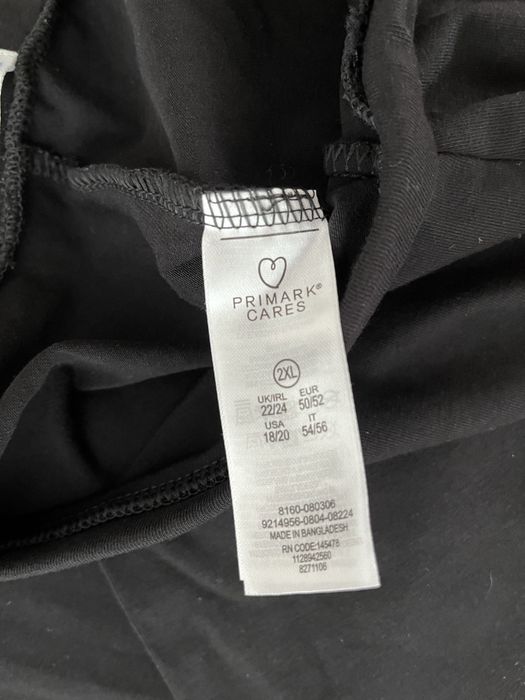 PRIMARK®
CARES
2XL
UK/IRL EUR
22/24 50/52
USA IT
18/20 54/56
8160-080306
9214956-0804-08224
MADE IN BANGLADESH
RN CODE:145478
1128942560
8271106